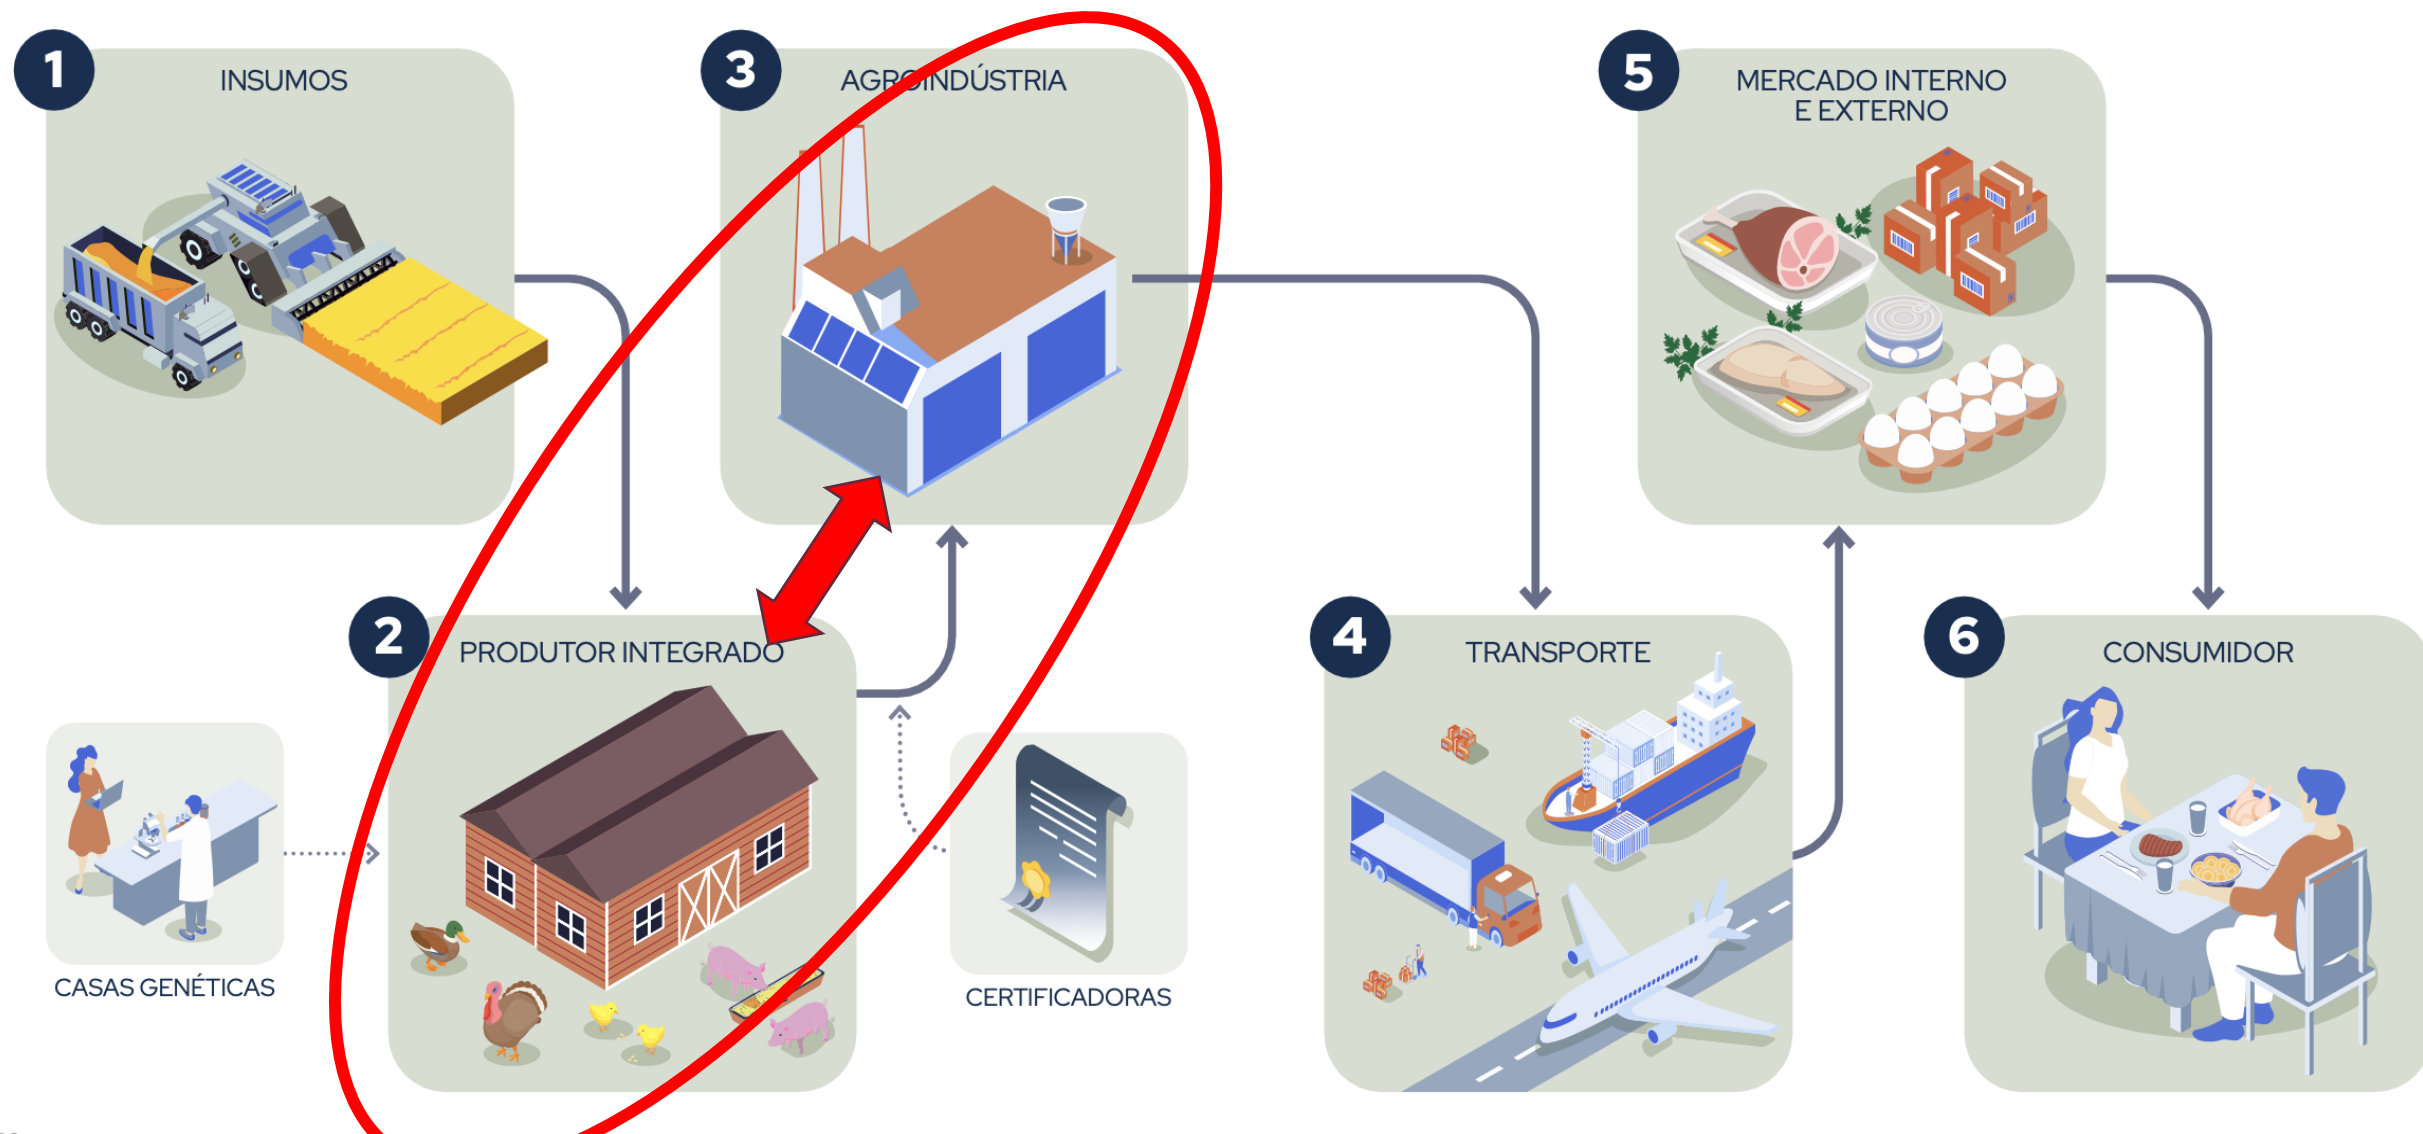 1
INSUMOS
3
AGROINDÚSTRIA
5
MERCADO INTERNO
E EXTERNO
2
PRODUTOR INTEGRADO
4
TRANSPORTE
6
CONSUMIDOR
CASAS GENÉTICAS
CERTIFICADORAS